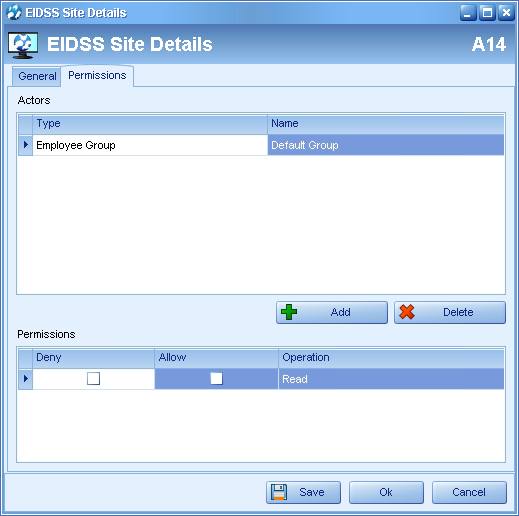 EIDSS Site Details
EIDSS Site Details A14
General Permissions
Actors
Type Name
Employee Group Default Group
Add Delete
Permissions
Deny Allow Operation
Read
Save Ok Cancel